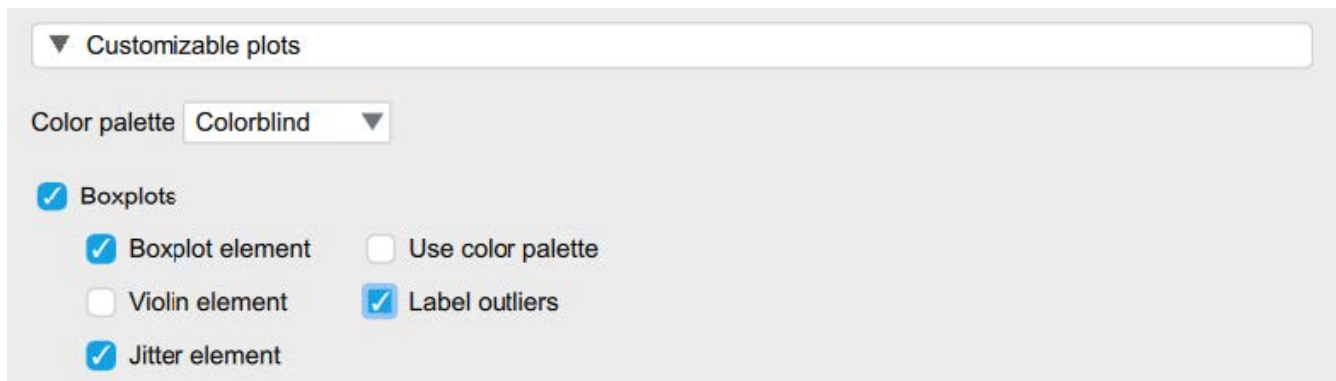 Customizable plots
Color palette Colorblind
Boxplots
Boxplot element Use color palette
Violin element Label outliers
Jitter element